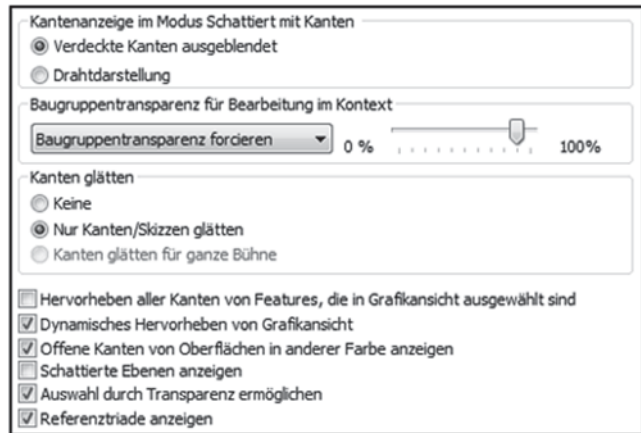 Kantenanzeige im Modus Schattiert mit Kanten
Verdeckte Kanten ausgeblendet
Drahtdarstellung
Baugruppentransparenz für Bearbeitung im Kontext
Baugruppentransparenz forcieren 0 % 100%
Kanten glätten
Keine
Nur Kanten/Skizzen glätten
Kanten glätten für ganze Bühne
Hervorheben aller Kanten von Features, die in Grafikansicht ausgewählt sind
Dynamisches Hervorheben von Grafikansicht
Offene Kanten von Oberflächen in anderer Farbe anzeigen
Schattierte Ebenen anzeigen
Auswahl durch Transparenz ermöglichen
Referenztriade anzeigen